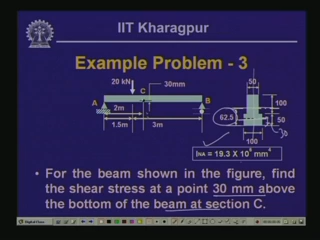 IIT Kharagpur
Example Problem - 3
20 kN
30mm
50
C
A
B
100
2m
62.5
50
1.5m
3m
30
100
INA = 19.3 X 10⁶ mm⁴
• For the beam shown in the figure, find
the shear stress at a point 30 mm above
the bottom of the beam at section C.